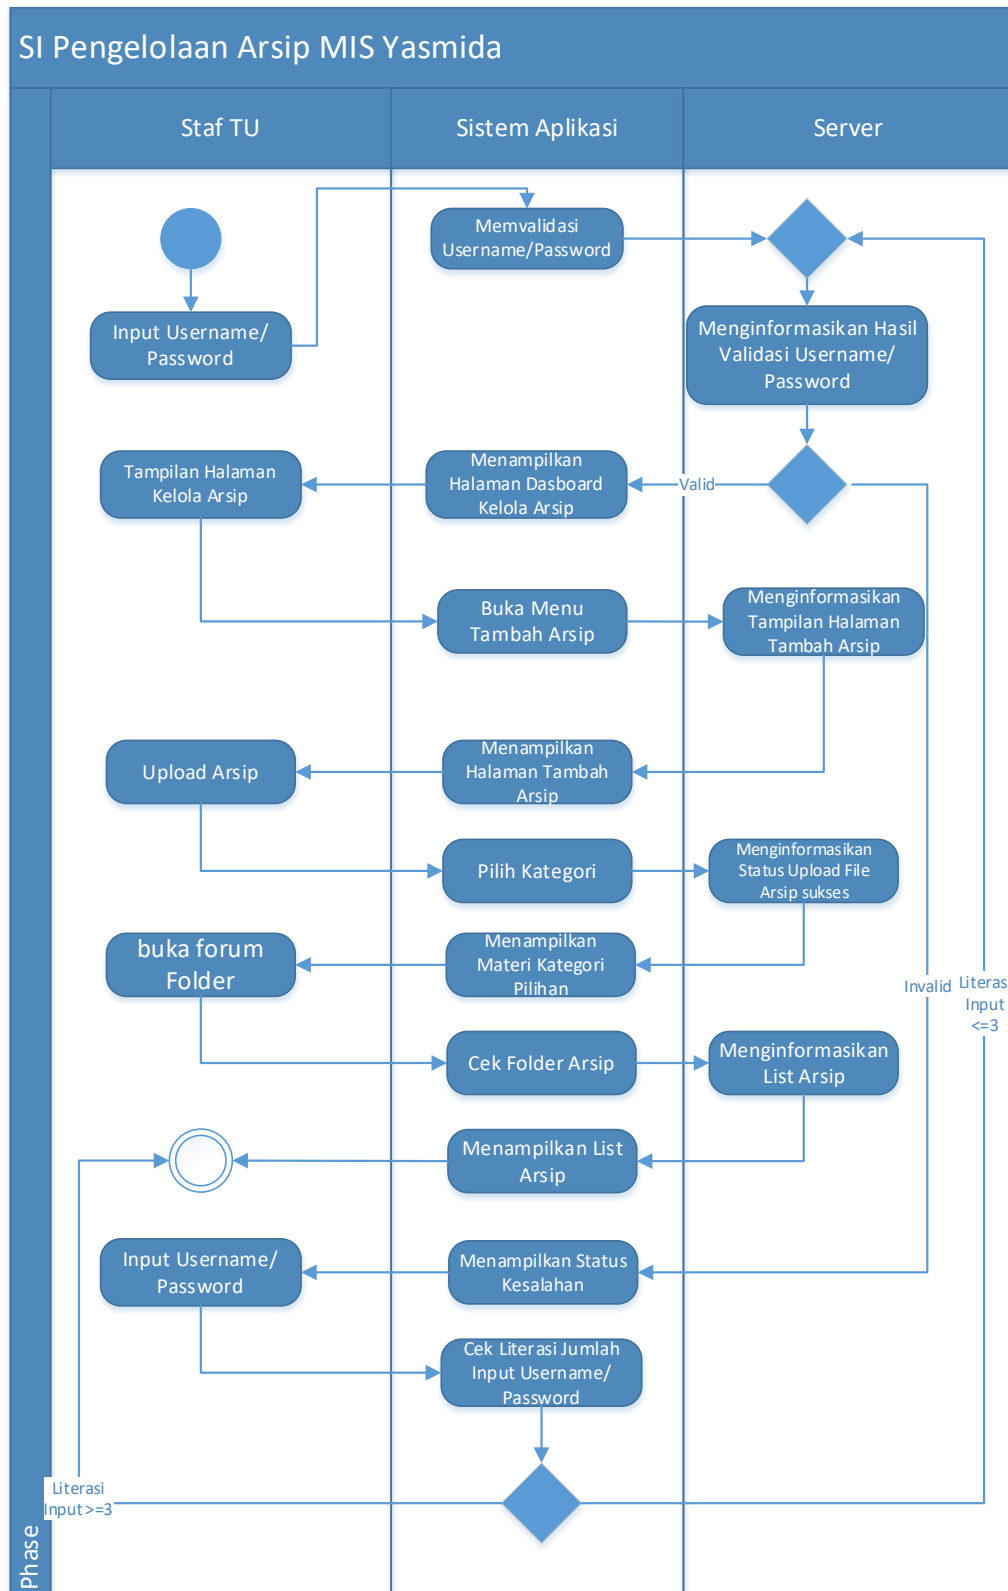 SI Pengelolaan Arsip MIS Yasmida
Staf TU
Sistem Aplikasi
Server
Memvalidasi
Username/Password
Input Username/
Password
Menginformasikan Hasil
Validasi Username/
Password
Tampilan Halaman
Kelola Arsip
Menampilkan
Halaman Dasboard
Kelola Arsip
Valid
Buka Menu
Tambah Arsip
Menginformasikan
Tampilan Halaman
Tambah Arsip
Upload Arsip
Menampilkan
Halaman Tambah
Arsip
Pilih Kategori
Menginformasikan
Status Upload File
Arsip sukses
buka forum
Folder
Menampilkan
Materi Kategori
Pilihan
Invalid
Literas
Input
<=3
Cek Folder Arsip
Menginformasikan
List Arsip
Menampilkan List
Arsip
Input Username/
Password
Menampilkan Status
Kesalahan
Cek Literasi Jumlah
Input Username/
Password
Literasi
Input >=3
Phase